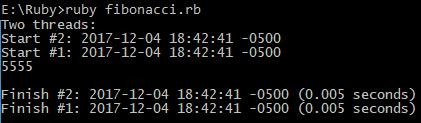 E:\Ruby>ruby fibonacci.rb
Two threads:
Start #2: 2017-12-04 18:42:41 -0500
Start #1: 2017-12-04 18:42:41 -0500
5555

Finish #2: 2017-12-04 18:42:41 -0500 (0.005 seconds)
Finish #1: 2017-12-04 18:42:41 -0500 (0.005 seconds)